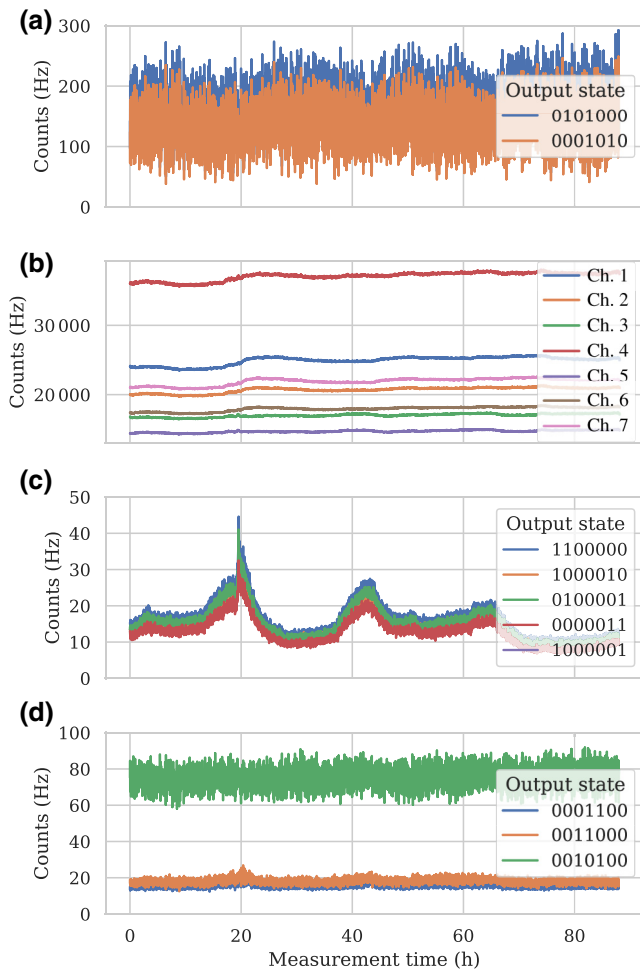 (a)
300
200
100
0
Counts (Hz)
Output state
0101000
0001010
(b)
30 000
20 000
Counts (Hz)
Ch. 1
Ch. 2
Ch. 3
Ch. 4
Ch. 5
Ch. 6
Ch. 7
(c)
50
40
30
20
10
0
Counts (Hz)
Output state
1100000
1000010
0100001
0000011
1000001
(d)
100
80
60
40
20
0
Counts (Hz)
Output state
0001100
0011000
0010100
0 20 40 60 80
Measurement time (h)